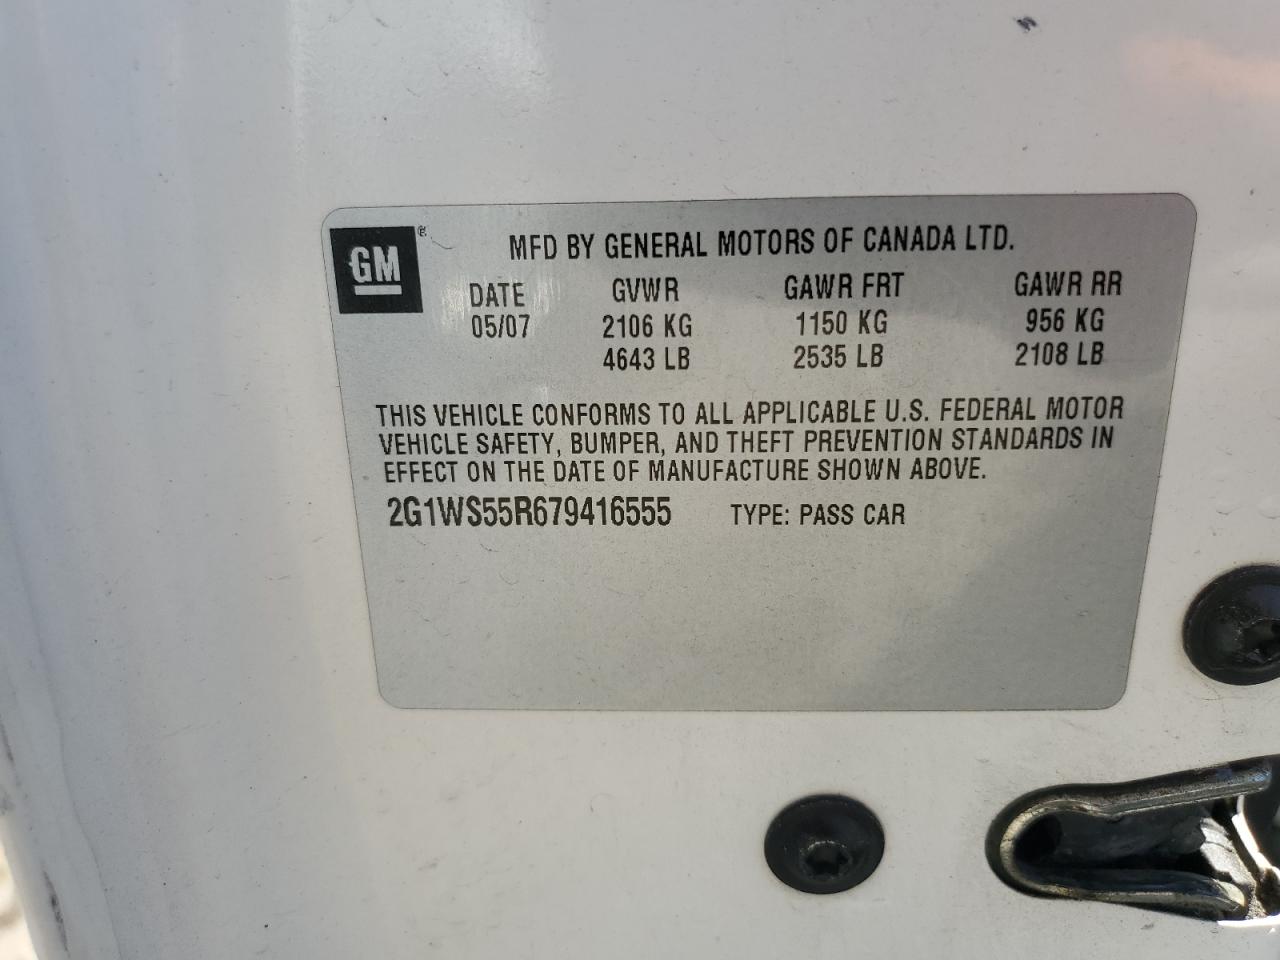 GM ®
MFD BY GENERAL MOTORS OF CANADA LTD.
DATE GVWR GAWR FRT GAWR RR
05/07 2106 KG 1150 KG 956 KG
4643 LB 2535 LB 2108 LB
THIS VEHICLE CONFORMS TO ALL APPLICABLE U.S. FEDERAL MOTOR
VEHICLE SAFETY, BUMPER, AND THEFT PREVENTION STANDARDS IN
EFFECT ON THE DATE OF MANUFACTURE SHOWN ABOVE.
2G1WS55R679416555 TYPE: PASS CAR